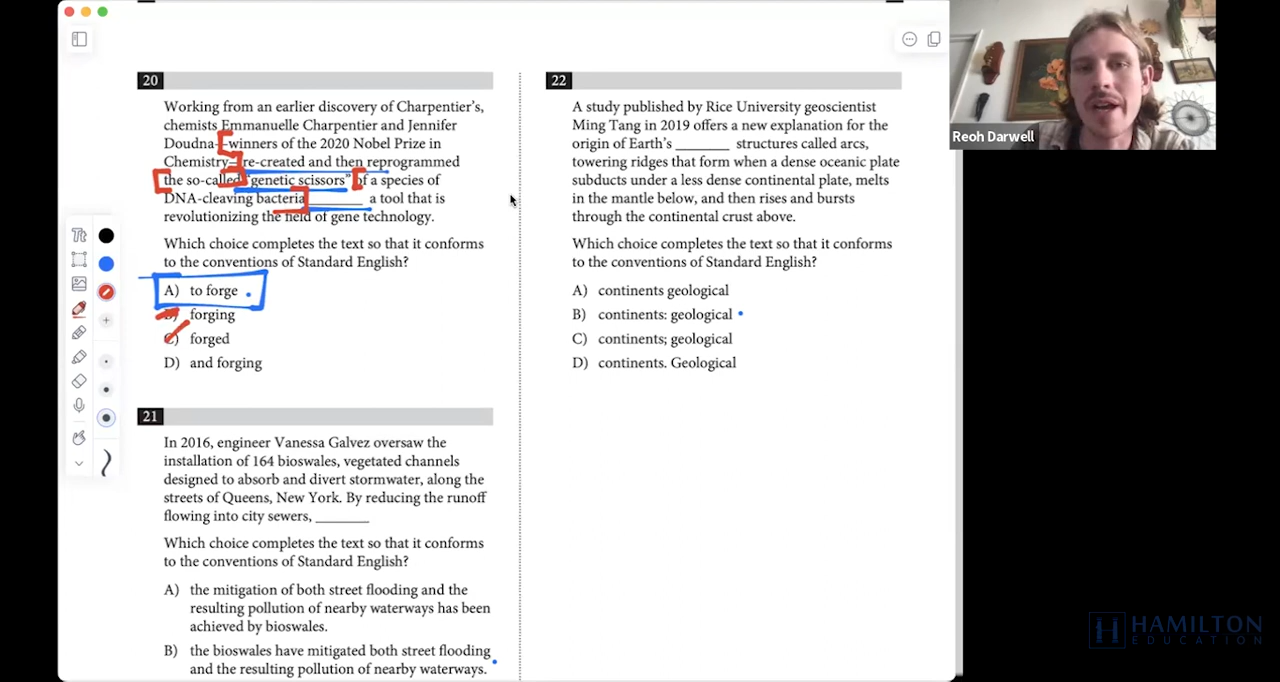 20
Working from an earlier discovery of Charpentier's,
chemists Emmanuelle Charpentier and Jennifer
Doudna—winners of the 2020 Nobel Prize in
Chemistry—re-created and then reprogrammed
the so-called “genetic scissors” of a species of
DNA-cleaving bacteria ______ a tool that is
revolutionizing the field of gene technology.
Which choice completes the text so that it conforms
to the conventions of Standard English?
A) to forge
B) forging
C) forged
D) and forging
21
In 2016, engineer Vanessa Galvez oversaw the
installation of 164 bioswales, vegetated channels
designed to absorb and divert stormwater, along the
streets of Queens, New York. By reducing the runoff
flowing into city sewers, ______
Which choice completes the text so that it conforms
to the conventions of Standard English?
A) the mitigation of both street flooding and the
resulting pollution of nearby waterways has been
achieved by bioswales.
B) the bioswales have mitigated both street flooding
and the resulting pollution of nearby waterways.
22
A study published by Rice University geoscientist
Ming Tang in 2019 offers a new explanation for the
origin of Earth's ______ structures called arcs,
towering ridges that form when a dense oceanic plate
subducts under a less dense continental plate, melts
in the mantle below, and then rises and bursts
through the continental crust above.
Which choice completes the text so that it conforms
to the conventions of Standard English?
A) continents geological
B) continents: geological
C) continents; geological
D) continents. Geological
Tt
Reoh Darwell
HAMILTON
EDUCATION